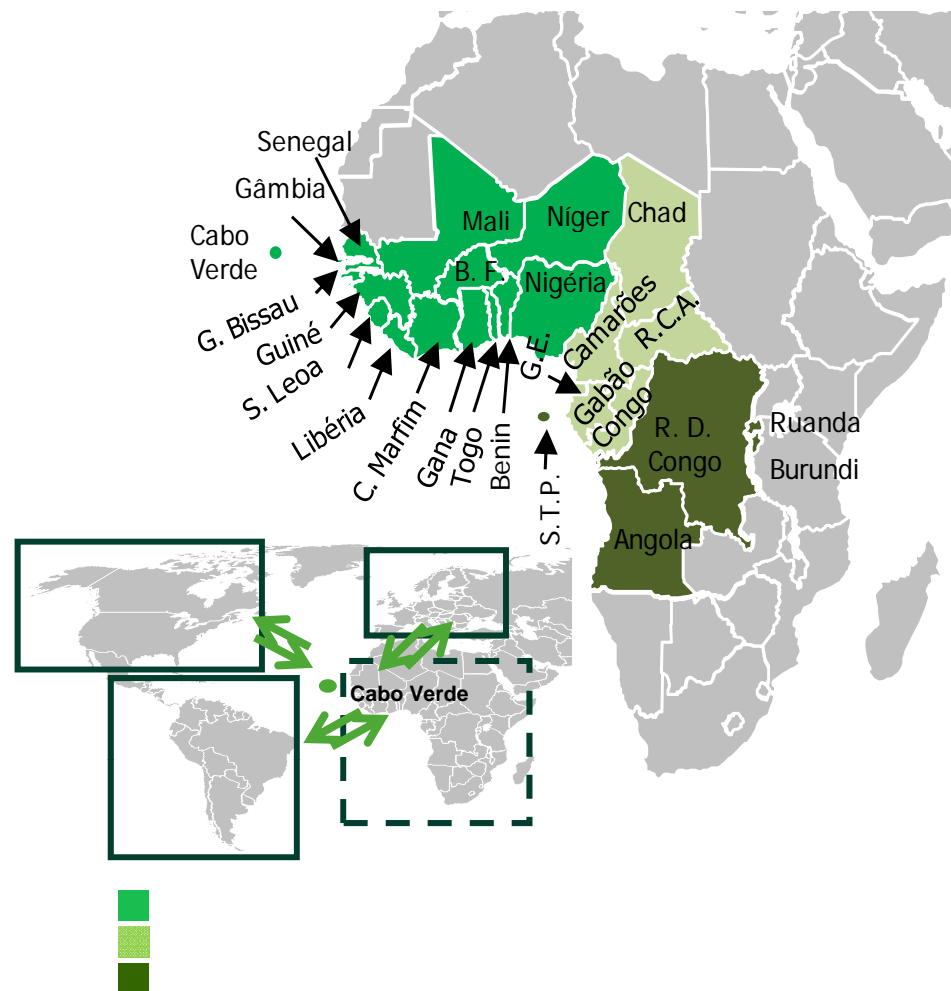 Senegal
Gâmbia
Cabo
Verde
G. Bissau
Guiné
S. Leoa
Libéria
C. Marfim
Gana
Togo
Benin
G.E.
S.T.P.
Mali
Níger
Chad
B. F.
Nigéria
Camarões
R.C.A.
Gabão
Congo
R. D.
Congo
Ruanda
Burundi
Angola
Cabo Verde